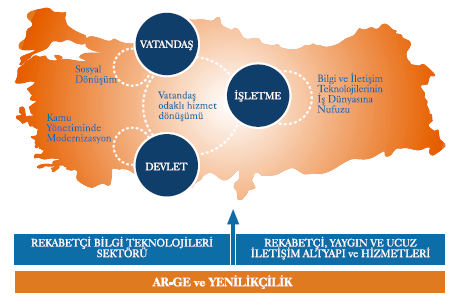 VATANDAŞ
Sosyal
Dönüşüm
Vatandaş
odaklı hizmet
dönüşümü
İŞLETME
Bilgi ve İletişim
Teknolojilerinin
İş Dünyasına
Nufuzu
Kamu
Yönetiminde
Modernizasyon
DEVLET
REKABETÇİ BİLGİ TEKNOLOJİLERİ
SEKTÖRÜ
REKABETÇİ, YAYGIN VE UCUZ
İLETİŞİM ALTYAPI ve HİZMETLERİ
AR-GE ve YENİLİKÇİLİK